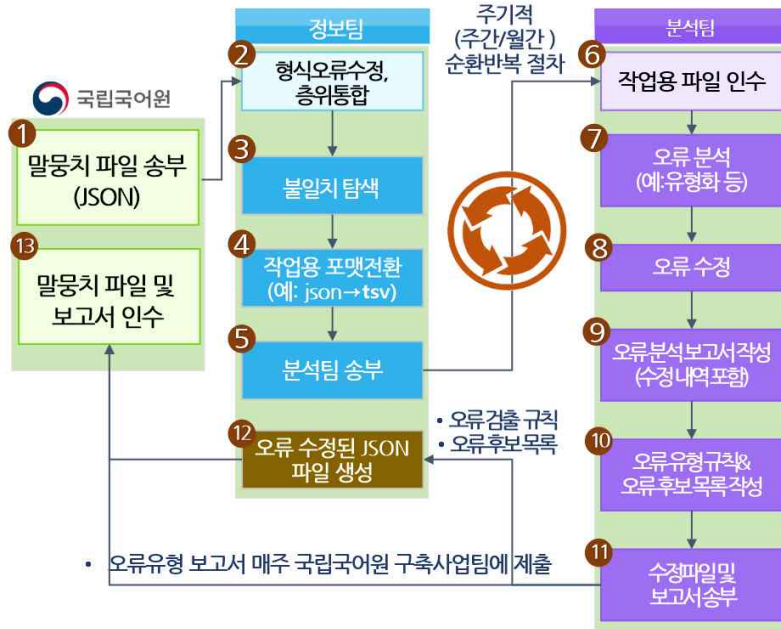 정보팀
분석팀
주기적
(주간/월간 )
순환반복 절차
국립국어원
1
말뭉치 파일 송부
(JSON)
13
말뭉치 파일 및
보고서 인수
2
형식오류수정,
층위통합
3
불일치 탐색
4
작업용 포맷전환
(예: json→tsv)
5
분석팀 송부
12
오류 수정된 JSON
파일 생성
• 오류검출 규칙
• 오류후보목록
6
작업용 파일 인수
7
오류 분석
(예:유형화 등)
8
오류 수정
9
오류분석보고서작성
(수정내역포함)
10
오류유형규칙&
오류후보목록작성
11
수정파일및
보고서송부
• 오류유형 보고서 매주 국립국어원 구축사업팀에 제출